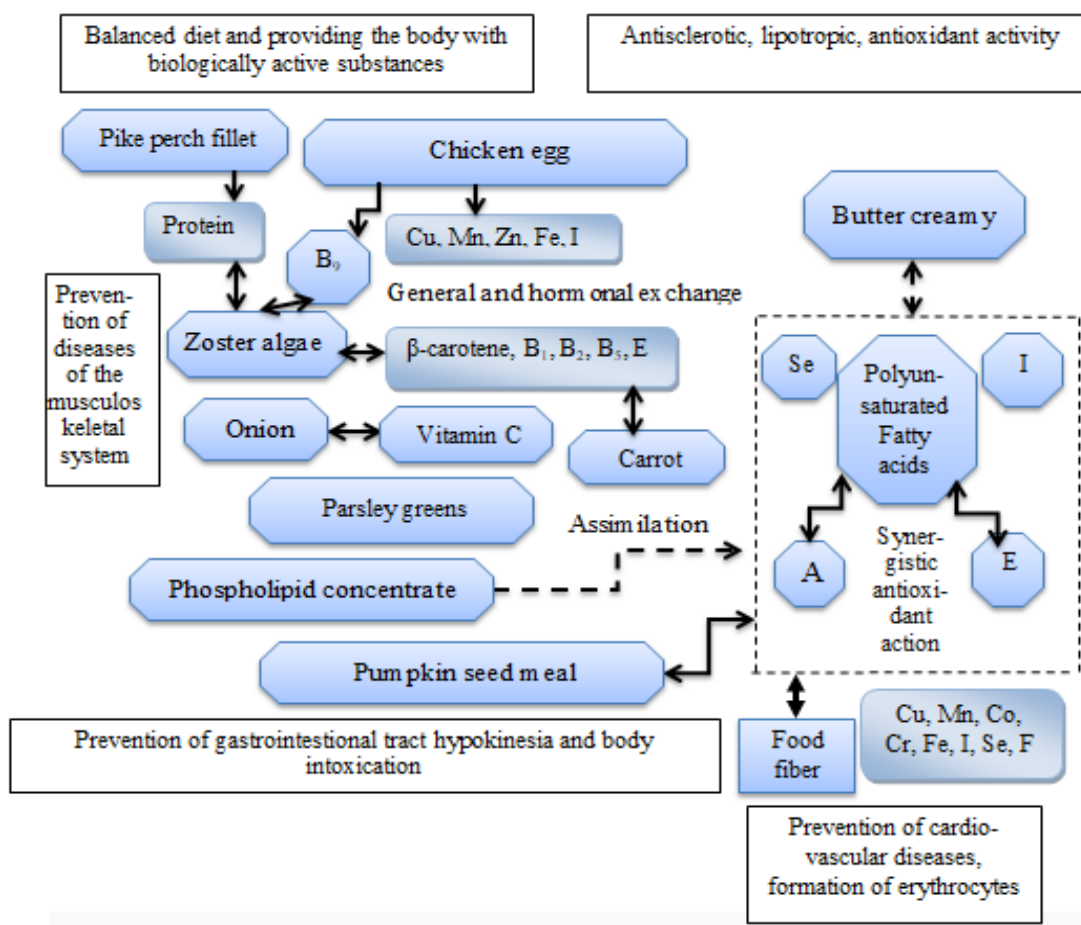 Balanced diet and providing the body with
biologically active substances
Antisclerotic, lipotropic, antioxidant activity
Pike perch fillet
Chicken egg
Butter creamy
Protein
B₉
Cu, Mn, Zn, Fe, I
General and hormonal exchange
Preven-
tion of
diseases
of the
musculos
keletal
system
Zoster algae
β-carotene, B₁, B₂, B₅, E
Se
Polyun-
saturated
Fatty
acids
I
Onion
Vitamin C
Carrot
Parsley greens
Assimilation
Phospholipid concentrate
A
Syner-
gistic
antioxi-
dant
action
E
Pumpkin seed meal
Prevention of gastrointestional tract hypokinesia and body
intoxication
Food
fiber
Cu, Mn, Co,
Cr, Fe, I, Se, F
Prevention of cardio-
vascular diseases,
formation of erythrocytes